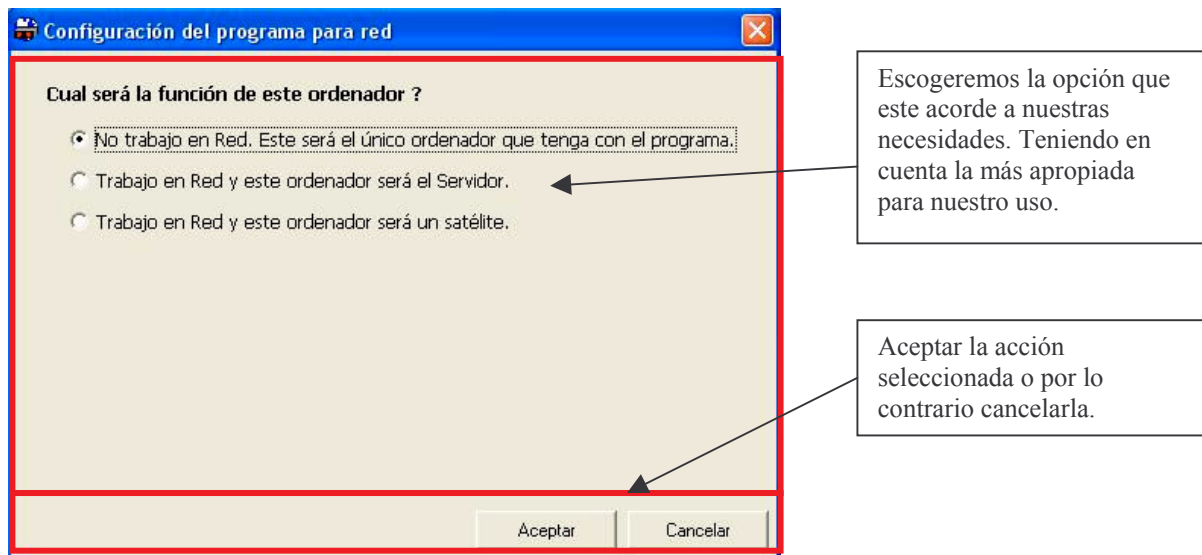 Configuración del programa para red
Cual será la función de este ordenador ?
No trabajo en Red. Este será el único ordenador que tenga con el programa.
Trabajo en Red y este ordenador será el Servidor.
Trabajo en Red y este ordenador será un satélite.
Aceptar
Cancelar
Escogeremos la opción que
este acorde a nuestras
necesidades. Teniendo en
cuenta la más apropiada
para nuestro uso.
Aceptar la acción
seleccionada o por lo
contrario cancelarla.